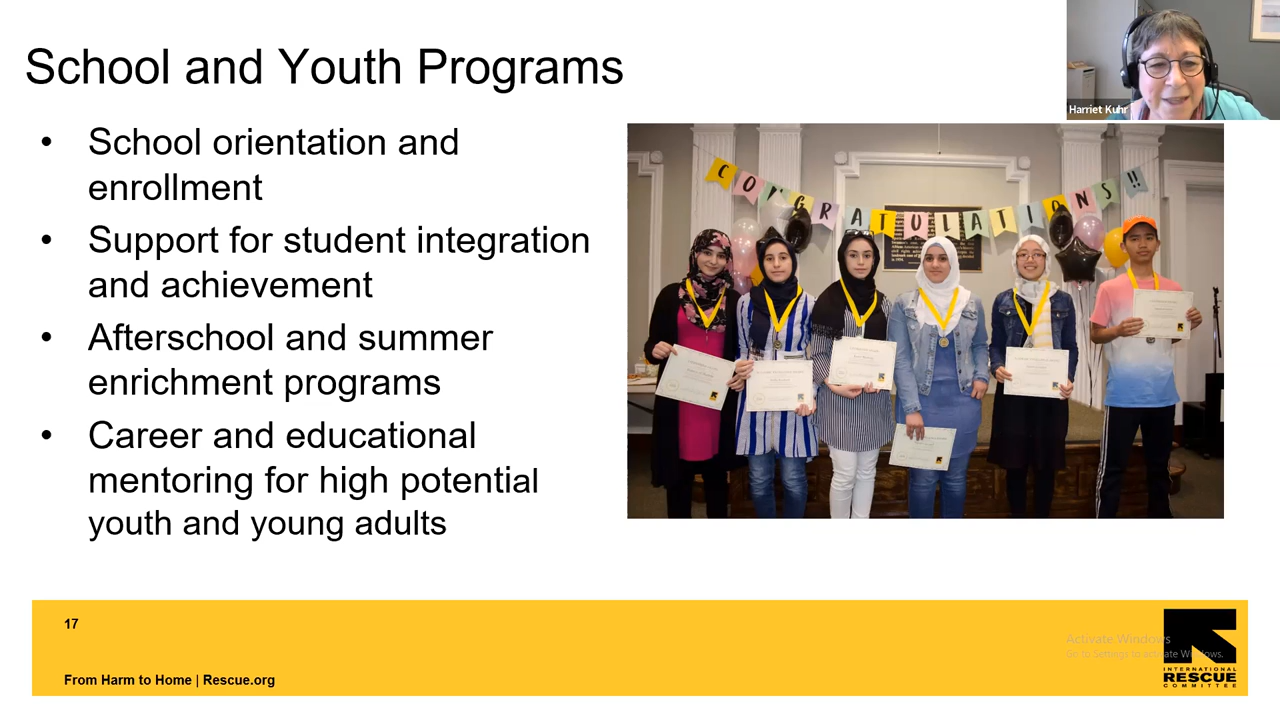 School and Youth Programs
Harriet Kuhr
• School orientation and
enrollment
• Support for student integration
and achievement
• Afterschool and summer
enrichment programs
• Career and educational
mentoring for high potential
youth and young adults
CONGRATULATIONS!!
17
From Harm to Home | Rescue.org
Activate Windows
Go to Settings to activate Windows.
INTERNATIONAL
RESCUE
COMMITTEE